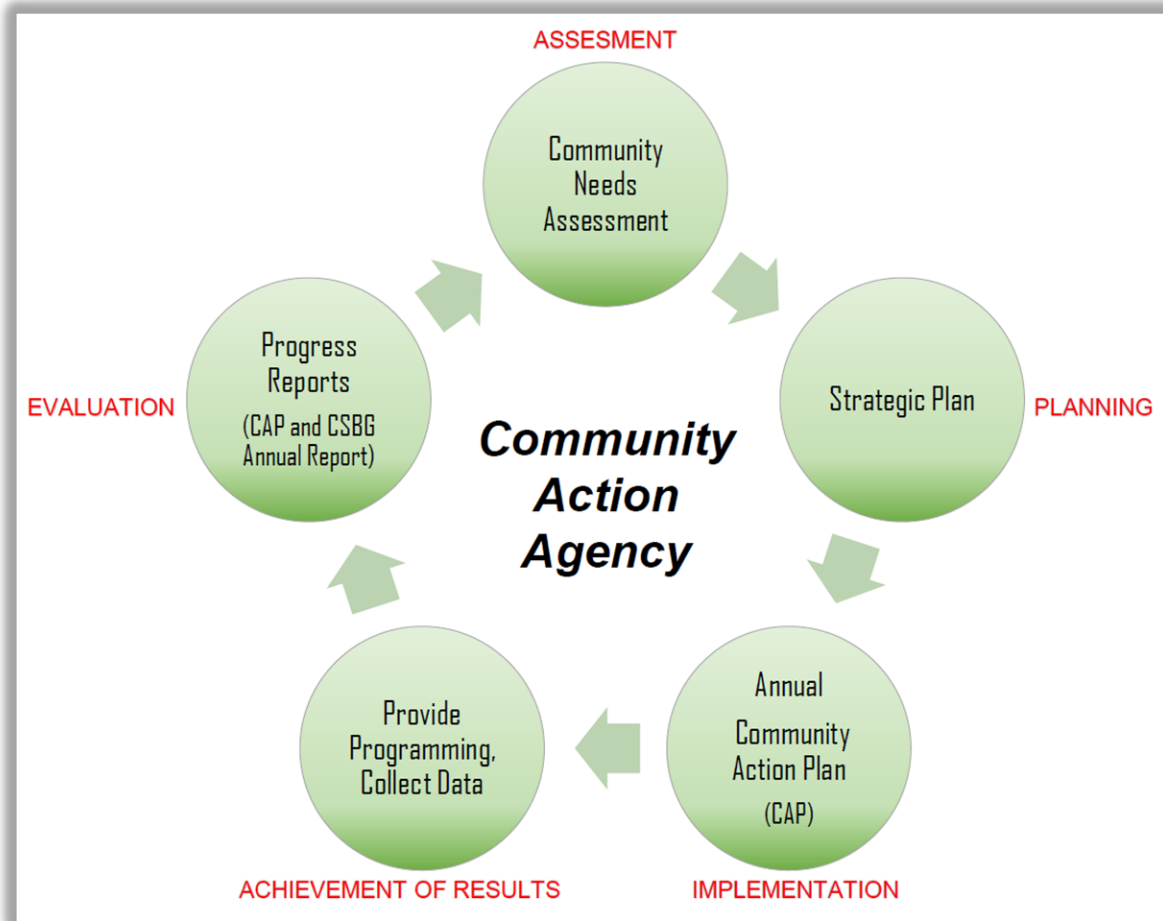 ASSESMENT
Community
Needs
Assessment
Strategic Plan
PLANNING
Annual
Community
Action Plan
(CAP)
IMPLEMENTATION
Provide
Programming,
Collect Data
ACHIEVEMENT OF RESULTS
Progress
Reports
(CAP and CSBG
Annual Report)
EVALUATION
Community
Action
Agency